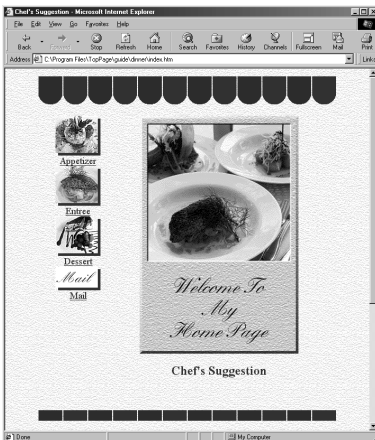 Chef's Suggestion - Microsoft Internet Explorer
File Edit View Go Favorites Help
Back Forward Stop Refresh Home Search Favorites History Channels Fullscreen Mail Print
Address C:\Program Files\TopPage\guide\dinner\index.htm Links
Appetizer
Entree
Dessert
Mail
Mail
Welcome To
My
Home Page
Chef's Suggestion
Done My Computer